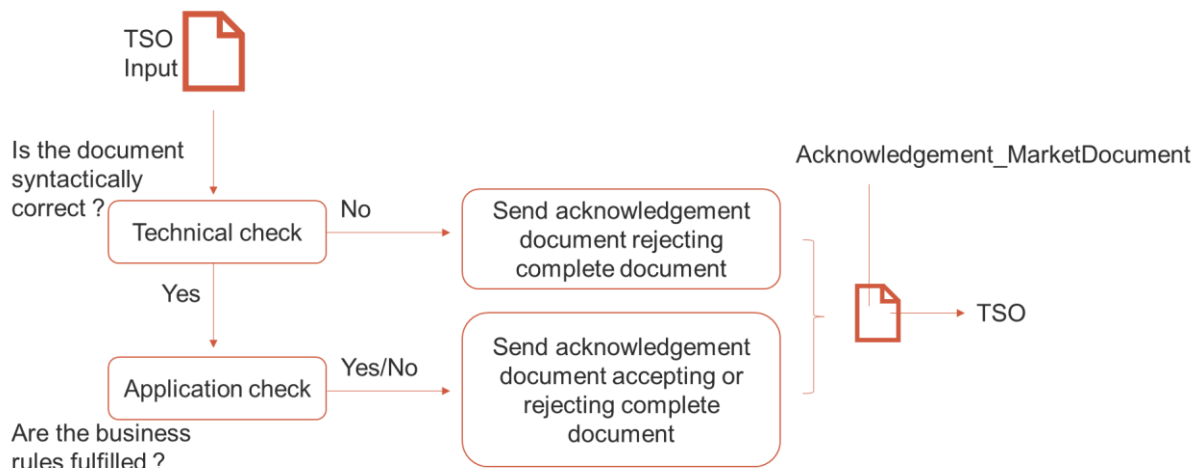 TSO
Input
Is the document
syntactically
correct ?
Acknowledgement_MarketDocument
Technical check
No
Send acknowledgement
document rejecting
complete document
Yes
TSO
Application check
Yes/No
Send acknowledgement
document accepting or
rejecting complete
document
Are the business
rules fulfilled ?